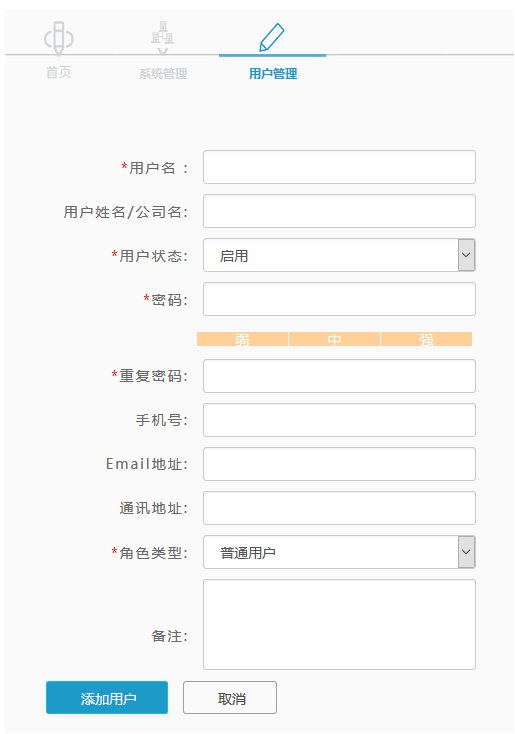 首页 系统管理 用户管理
*用户名 :
用户姓名/公司名:
*用户状态: 启用
*密码:
弱 中 强
*重复密码:
手机号:
Email地址:
通讯地址:
*角色类型: 普通用户
备注:
添加用户 取消